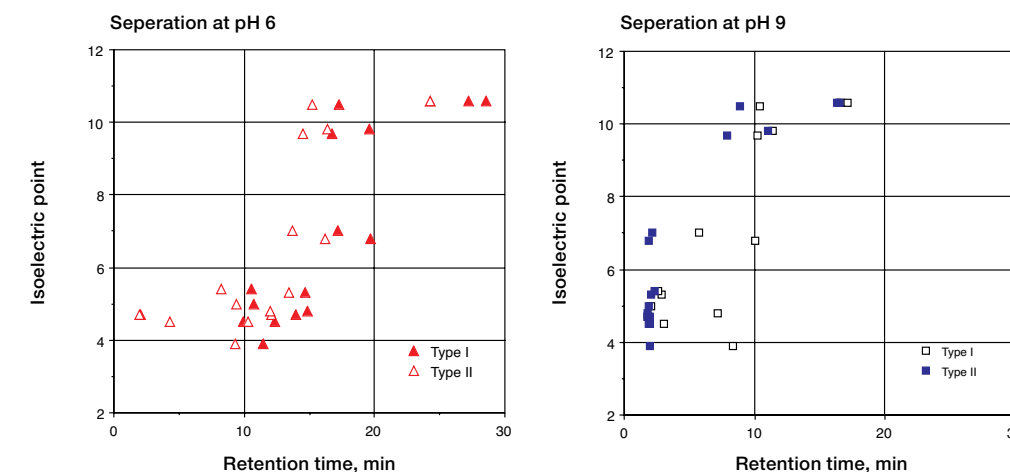 Seperation at pH 6
12
10
8
6
4
2
0
10
20
30
Isoelectric point
Retention time, min
Type I
Type II
Seperation at pH 9
12
10
8
6
4
2
0
10
20
3
Isoelectric point
Retention time, min
Type I
Type II